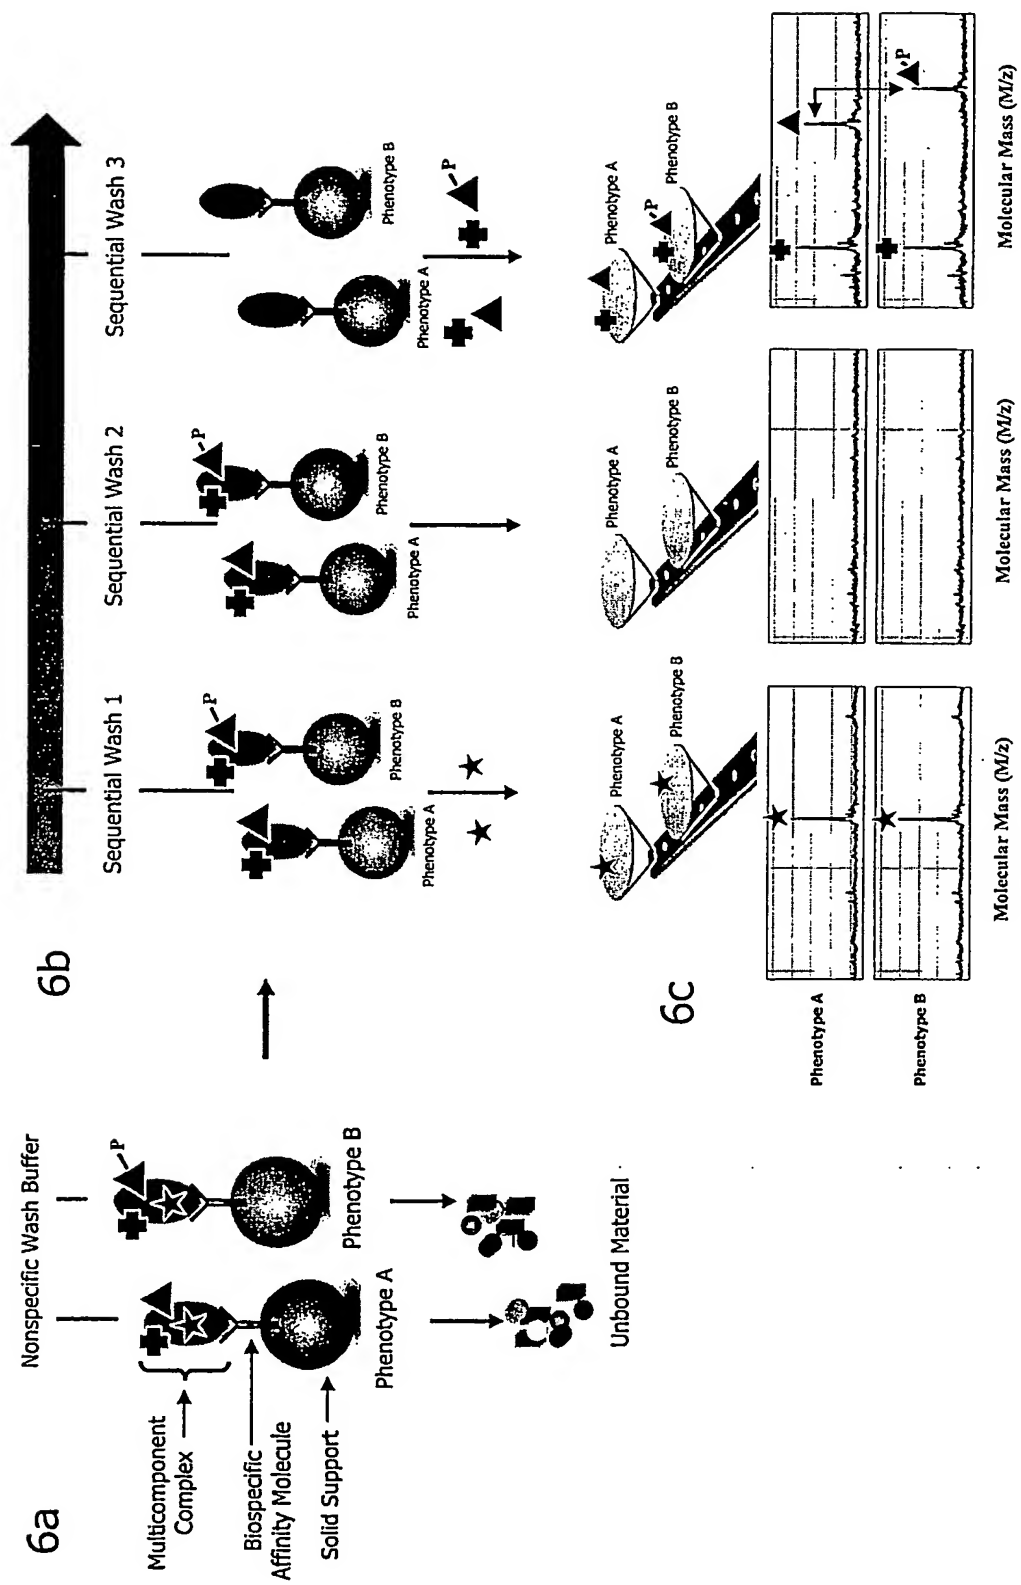 6a
Nonspecific Wash Buffer
Multicomponent
Complex
Biospecific
Affinity Molecule
Solid Support
P
Phenotype A
Phenotype B
Unbound Material
6b
Sequential Wash 1
Sequential Wash 2
Sequential Wash 3
P
Phenotype A
Phenotype B
P
Phenotype A
Phenotype B
Phenotype A
Phenotype B
P
6c
Phenotype A
Phenotype B
Phenotype A
Phenotype B
Phenotype A
P
Phenotype B
Phenotype A
Phenotype B
P
Molecular Mass (M/z)
Molecular Mass (M/z)
Molecular Mass (M/z)